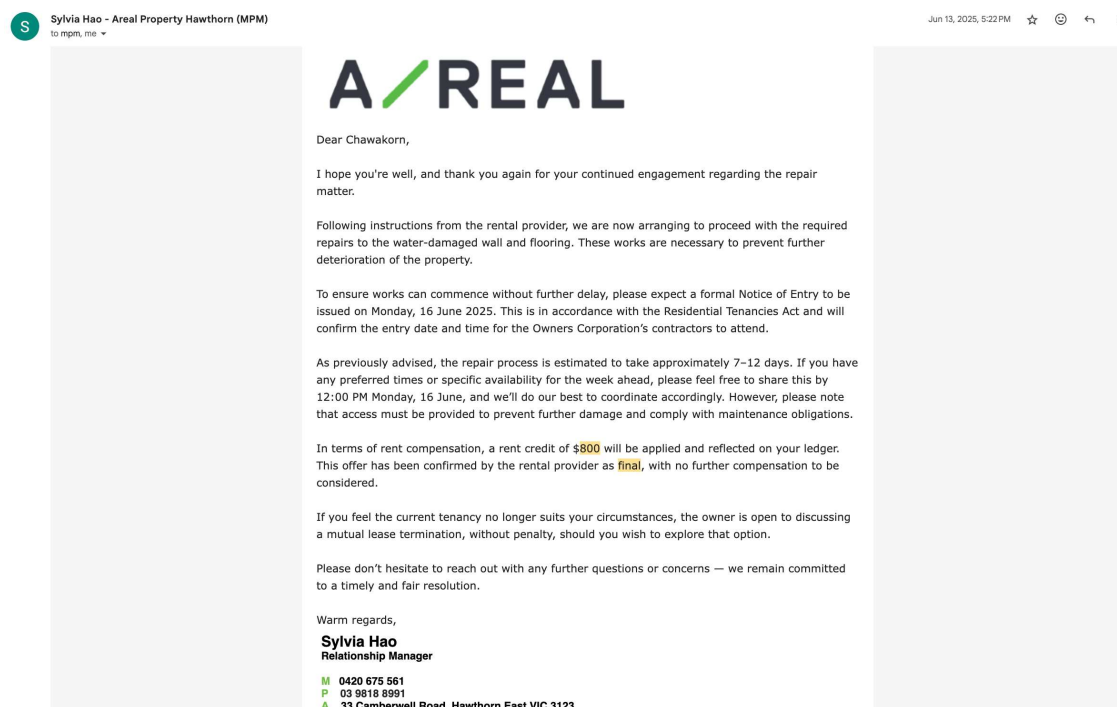 S
Sylvia Hao - Areal Property Hawthorn (MPM)
Jun 13, 2025, 5:22 PM
to mpm, me
A/REAL
Dear Chawakorn,
I hope you're well, and thank you again for your continued engagement regarding the repair
matter.
Following instructions from the rental provider, we are now arranging to proceed with the required
repairs to the water-damaged wall and flooring. These works are necessary to prevent further
deterioration of the property.
To ensure works can commence without further delay, please expect a formal Notice of Entry to be
issued on Monday, 16 June 2025. This is in accordance with the Residential Tenancies Act and will
confirm the entry date and time for the Owners Corporation’s contractors to attend.
As previously advised, the repair process is estimated to take approximately 7–12 days. If you have
any preferred times or specific availability for the week ahead, please feel free to share this by
12:00 PM Monday, 16 June, and we’ll do our best to coordinate accordingly. However, please note
that access must be provided to prevent further damage and comply with maintenance obligations.
In terms of rent compensation, a rent credit of $800 will be applied and reflected on your ledger.
This offer has been confirmed by the rental provider as final, with no further compensation to be
considered.
If you feel the current tenancy no longer suits your circumstances, the owner is open to discussing
a mutual lease termination, without penalty, should you wish to explore that option.
Please don’t hesitate to reach out with any further questions or concerns — we remain committed
to a timely and fair resolution.
Warm regards,
Sylvia Hao
Relationship Manager
M 0420 675 561
P 03 9818 8991
A 33 Camberwell Road, Hawthorn East VIC 3123